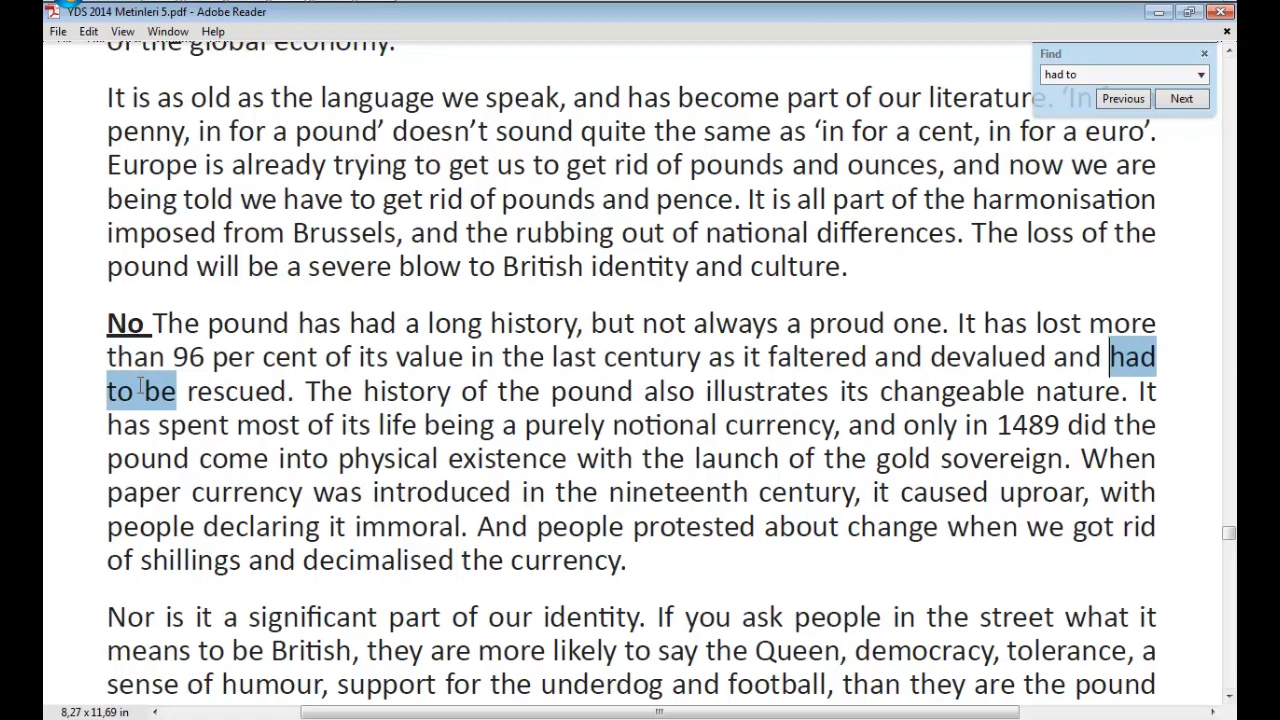 YDS 2014 Metinleri 5.pdf - Adobe Reader
File Edit View Window Help
of the global economy.
Find
had to
Previous Next
It is as old as the language we speak, and has become part of our literature. ‘In for a
penny, in for a pound’ doesn’t sound quite the same as ‘in for a cent, in for a euro’.
Europe is already trying to get us to get rid of pounds and ounces, and now we are
being told we have to get rid of pounds and pence. It is all part of the harmonisation
imposed from Brussels, and the rubbing out of national differences. The loss of the
pound will be a severe blow to British identity and culture.
No The pound has had a long history, but not always a proud one. It has lost more
than 96 per cent of its value in the last century as it faltered and devalued and had
to be rescued. The history of the pound also illustrates its changeable nature. It
has spent most of its life being a purely notional currency, and only in 1489 did the
pound come into physical existence with the launch of the gold sovereign. When
paper currency was introduced in the nineteenth century, it caused uproar, with
people declaring it immoral. And people protested about change when we got rid
of shillings and decimalised the currency.
Nor is it a significant part of our identity. If you ask people in the street what it
means to be British, they are more likely to say the Queen, democracy, tolerance, a
sense of humour, support for the underdog and football, than they are the pound
8,27 x 11,69 in